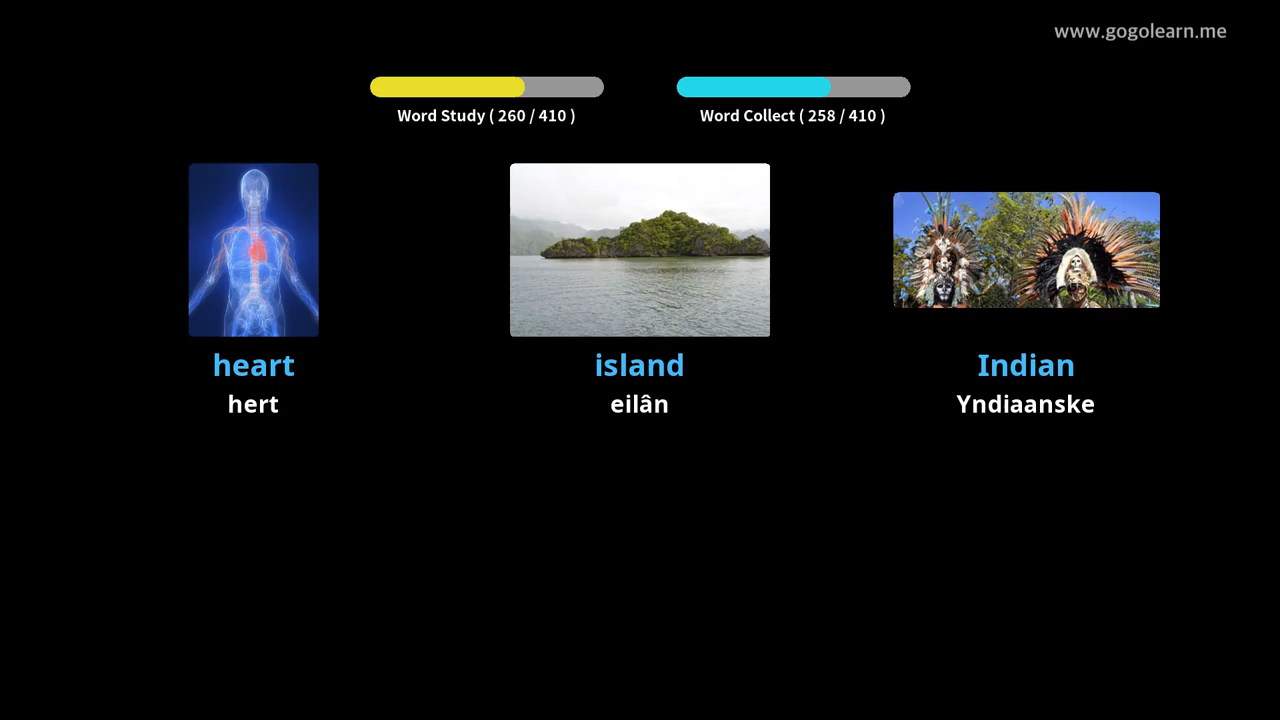 www.gogolearn.me
Word Study ( 260 / 410 )
Word Collect ( 258 / 410 )
heart
hert
island
eilân
Indian
Yndiaanske